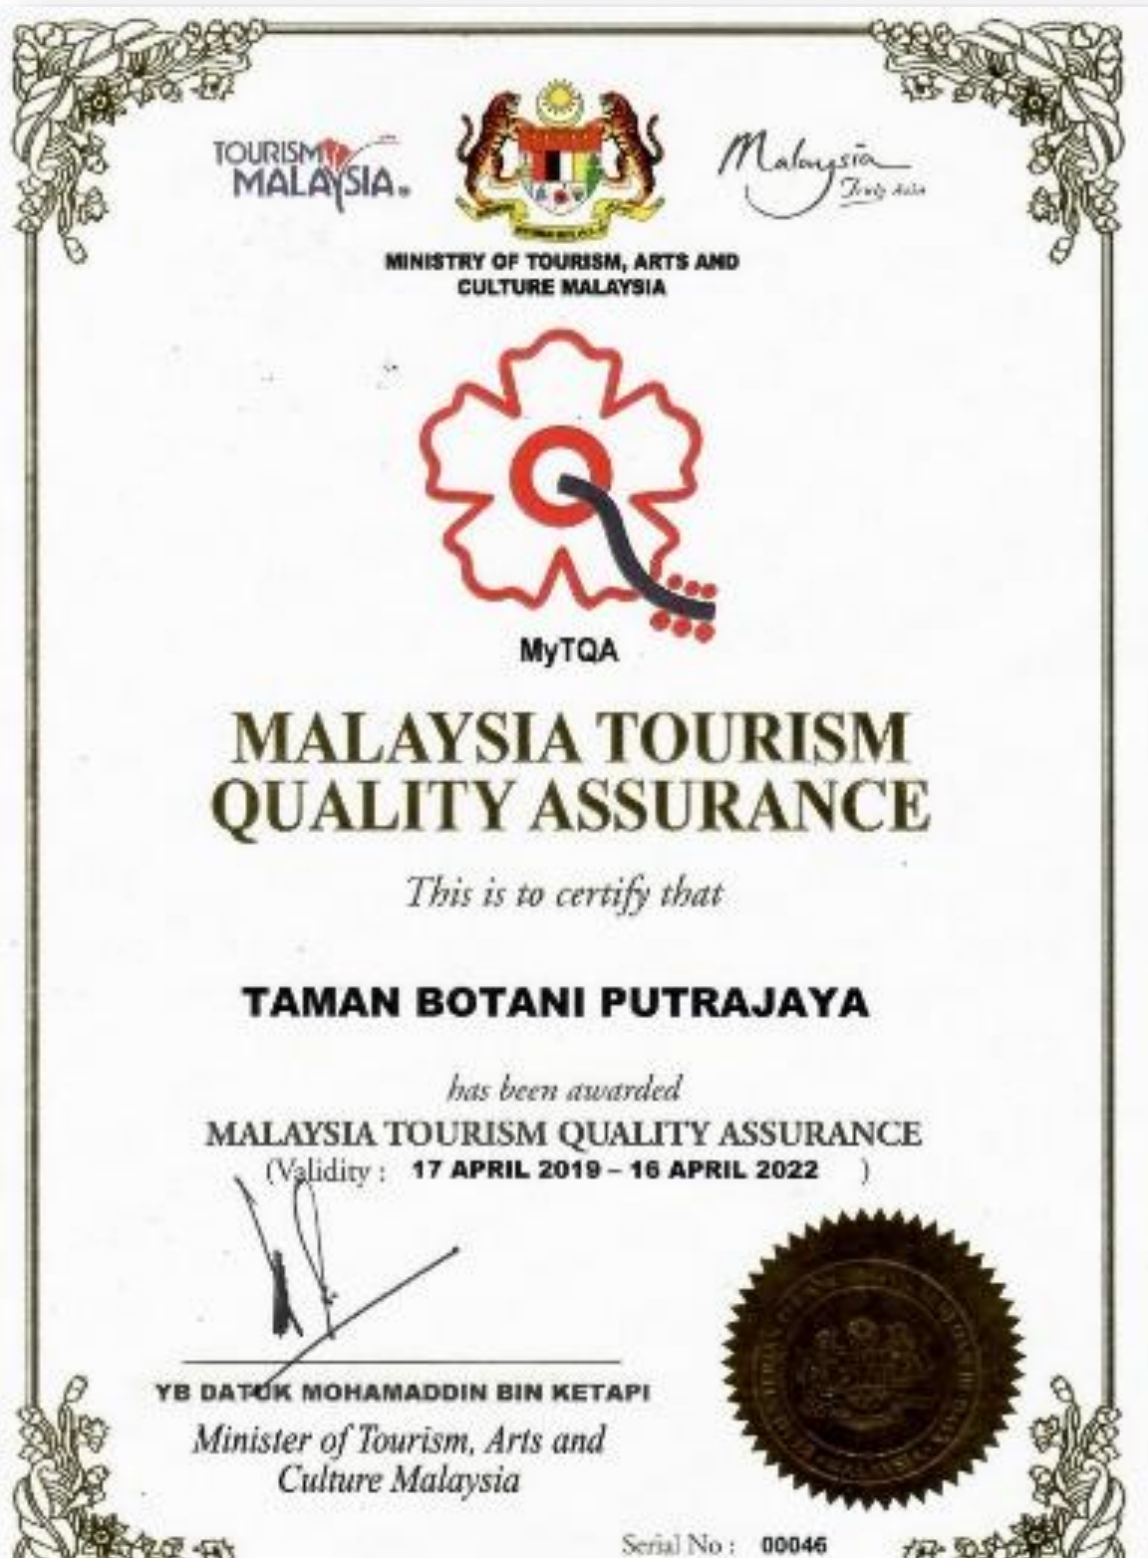 TOURISM
MALAYSIA
Malaysia
Truly Asia
MINISTRY OF TOURISM, ARTS AND
CULTURE MALAYSIA
MyTQA
MALAYSIA TOURISM
QUALITY ASSURANCE
This is to certify that
TAMAN BOTANI PUTRAJAYA
has been awarded
MALAYSIA TOURISM QUALITY ASSURANCE
(Validity : 17 APRIL 2019 – 16 APRIL 2022 )
YB DATUK MOHAMADDIN BIN KETAPI
Minister of Tourism, Arts and
Culture Malaysia
Serial No : 00046